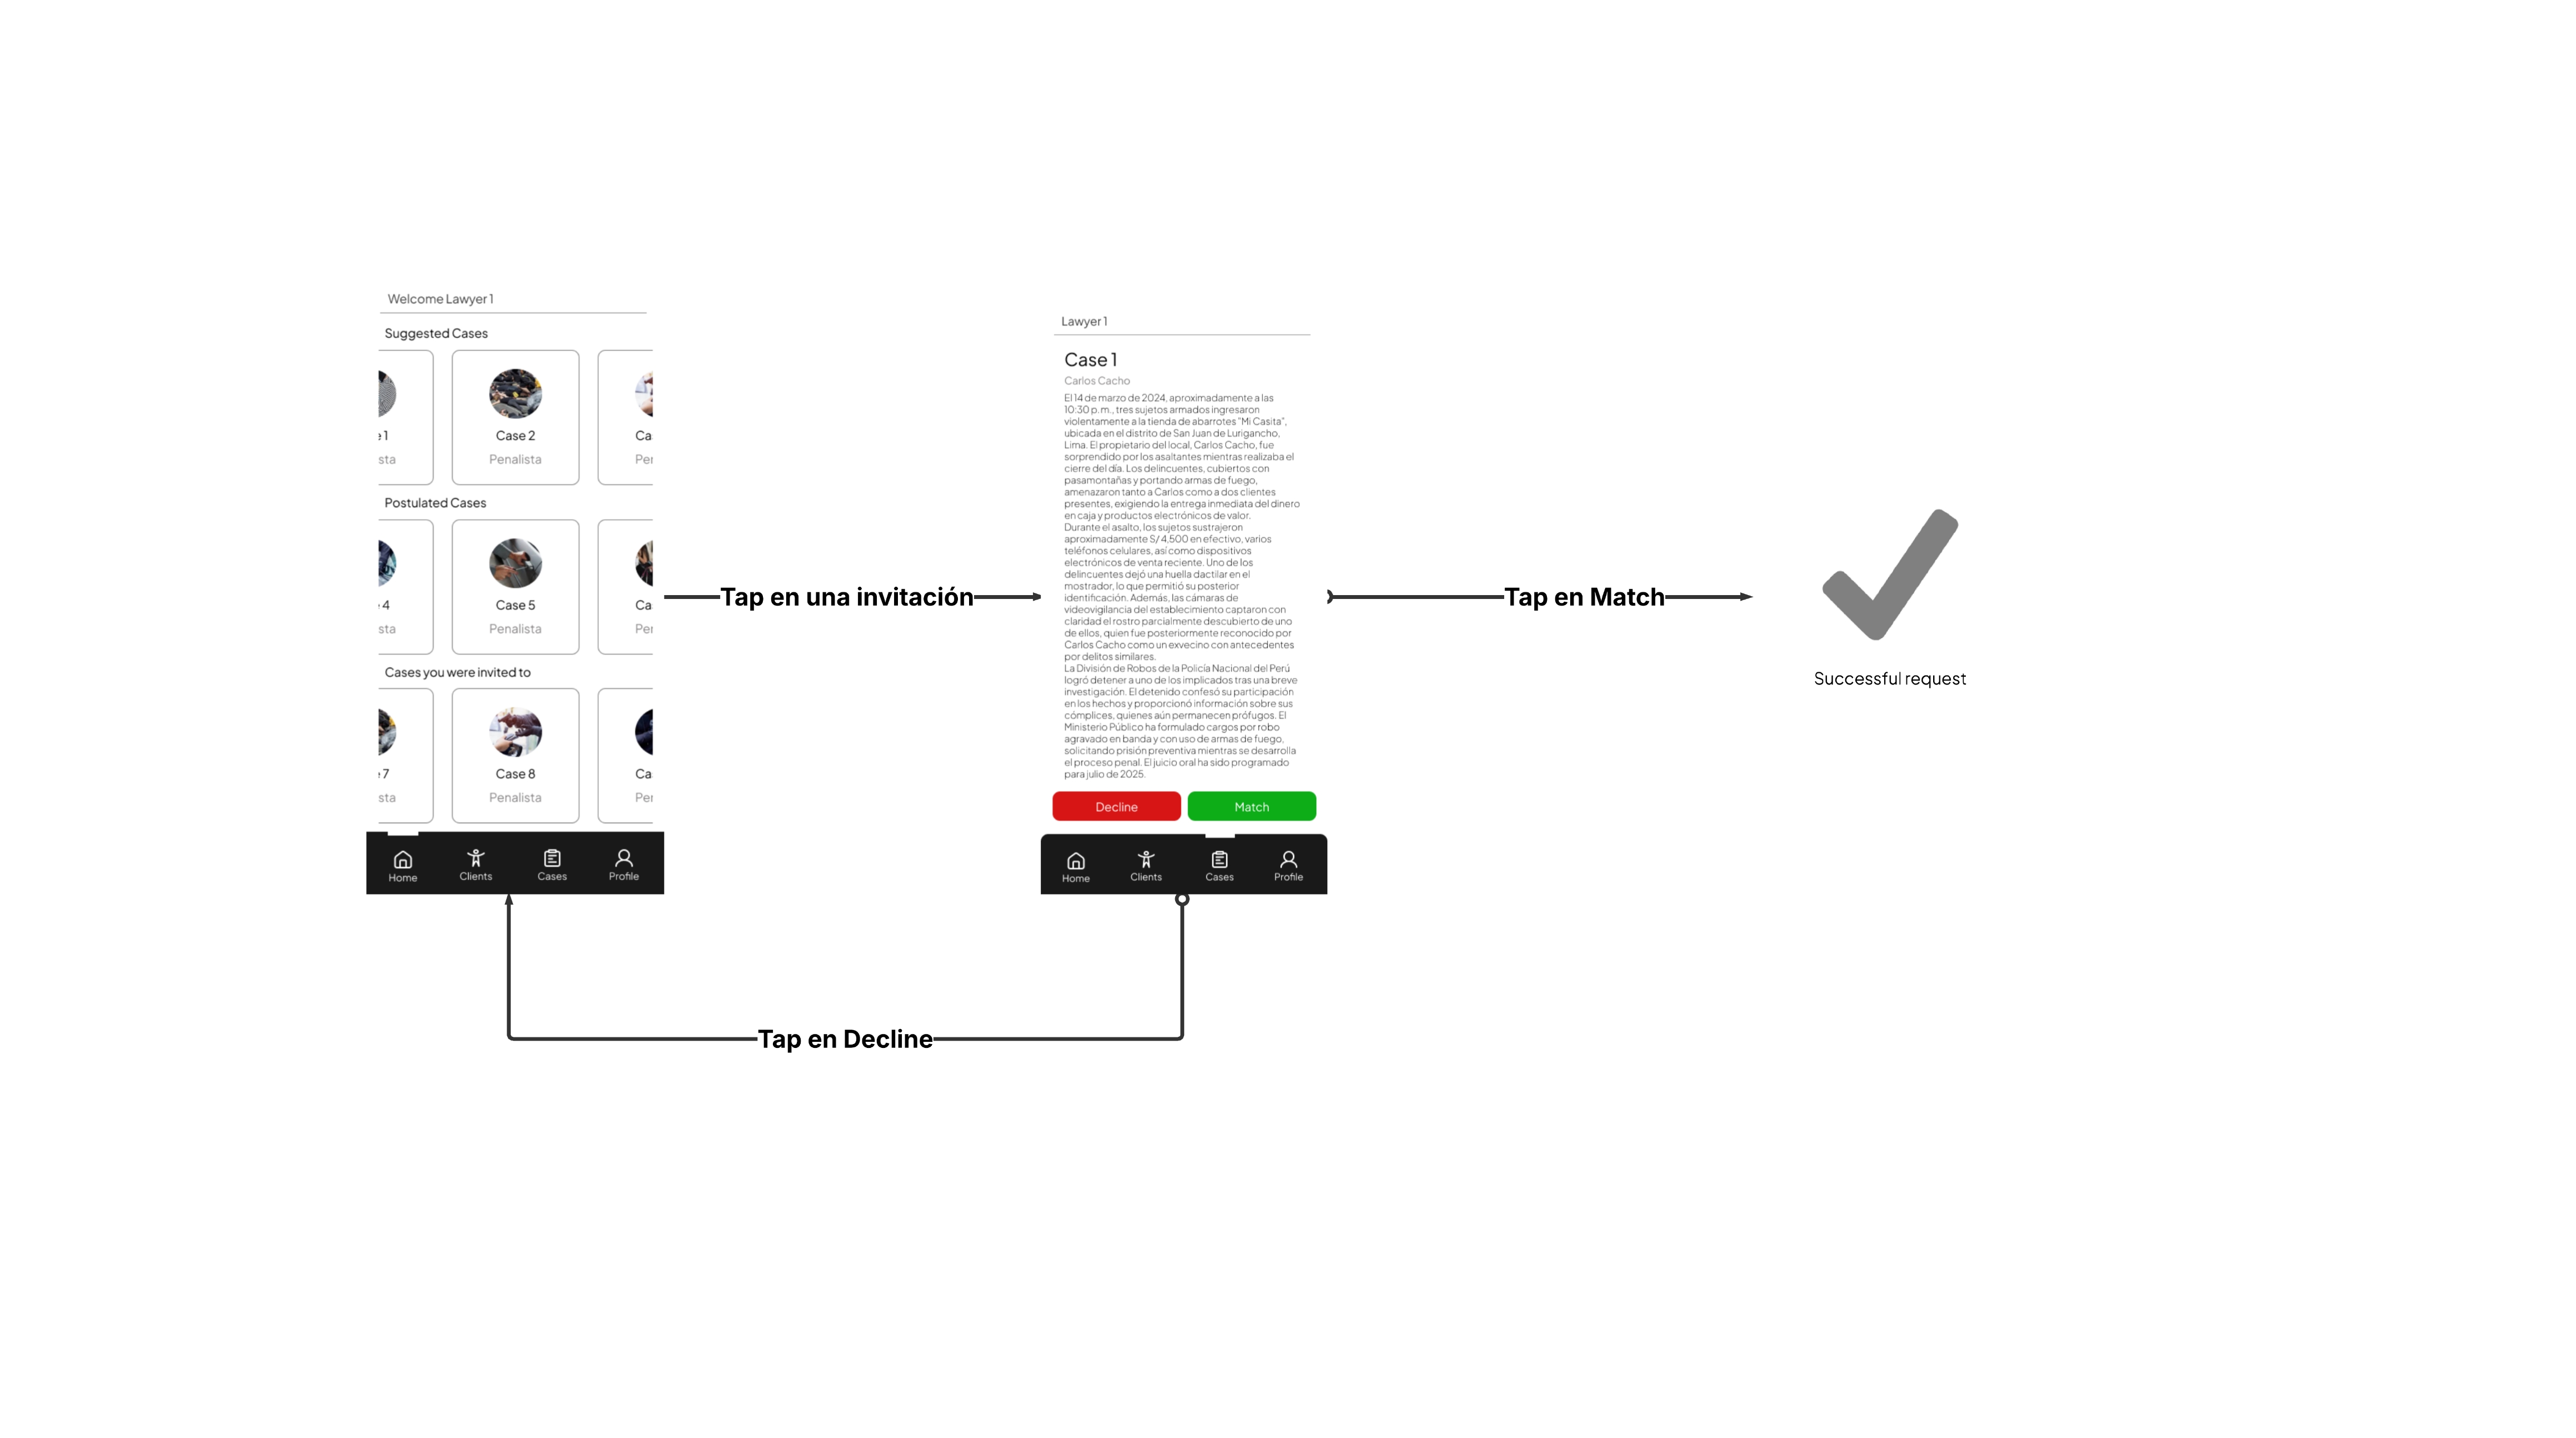 Welcome Lawyer 1
Suggested Cases
e 1
sta
Case 2
Penalista
Ca
Per
Postulated Cases
4
sta
Case 5
Penalista
Ca
Per
Cases you were invited to
e 7
sta
Case 8
Penalista
Ca
Per
Home
Clients
Cases
Profile
Tap en una invitación
Lawyer 1
Case 1
Carlos Cacho
El 14 de marzo de 2024, aproximadamente a las
10:30 p. m., tres sujetos armados ingresaron
violentamente a la tienda de abarrotes "Mi Casita",
ubicada en el distrito de San Juan de Lurigancho,
Lima. El propietario del local, Carlos Cacho, fue
sorprendido por los asaltantes mientras realizaba el
cierre del día. Los delincuentes, cubiertos con
pasamontañas y portando armas de fuego,
amenazaron tanto a Carlos como a dos clientes
presentes, exigiendo la entrega inmediata del dinero
en caja y productos electrónicos de valor.
Durante el asalto, los sujetos sustrajeron
aproximadamente S/ 4,500 en efectivo, varios
teléfonos celulares, así como dispositivos
electrónicos de venta reciente. Uno de los
delincuentes dejó una huella dactilar en el
mostrador, lo que permitió su posterior
identificación. Además, las cámaras de
videovigilancia del establecimiento captaron con
claridad el rostro parcialmente descubierto de uno
de ellos, quien fue posteriormente reconocido por
Carlos Cacho como un exvecino con antecedentes
por delitos similares.
La División de Robos de la Policía Nacional del Perú
logró detener a uno de los implicados tras una breve
investigación. El detenido confesó su participación
en los hechos y proporcionó información sobre sus
cómplices, quienes aún permanecen prófugos. El
Ministerio Público ha formulado cargos por robo
agravado en banda y con uso de armas de fuego,
solicitando prisión preventiva mientras se desarrolla
el proceso penal. El juicio oral ha sido programado
para julio de 2025.
Decline
Match
Home
Clients
Cases
Profile
Tap en Match
Successful request
Tap en Decline